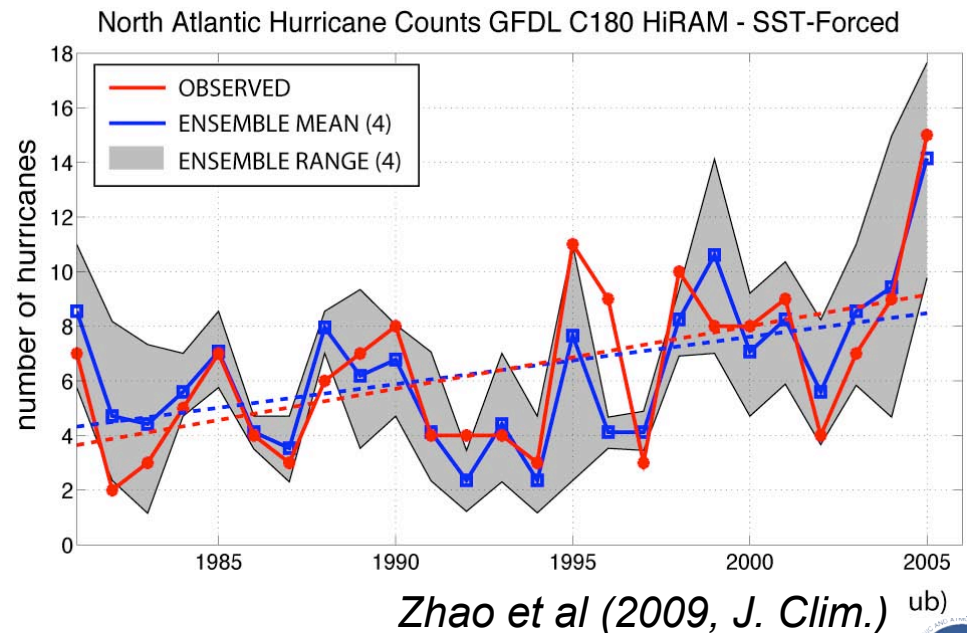 North Atlantic Hurricane Counts GFDL C180 HiRAM - SST-Forced
OBSERVED
ENSEMBLE MEAN (4)
ENSEMBLE RANGE (4)
number of hurricanes
18
16
14
12
10
8
6
4
2
0
1985 1990 1995 2000 2005
Zhao et al (2009, J. Clim.)
ub)